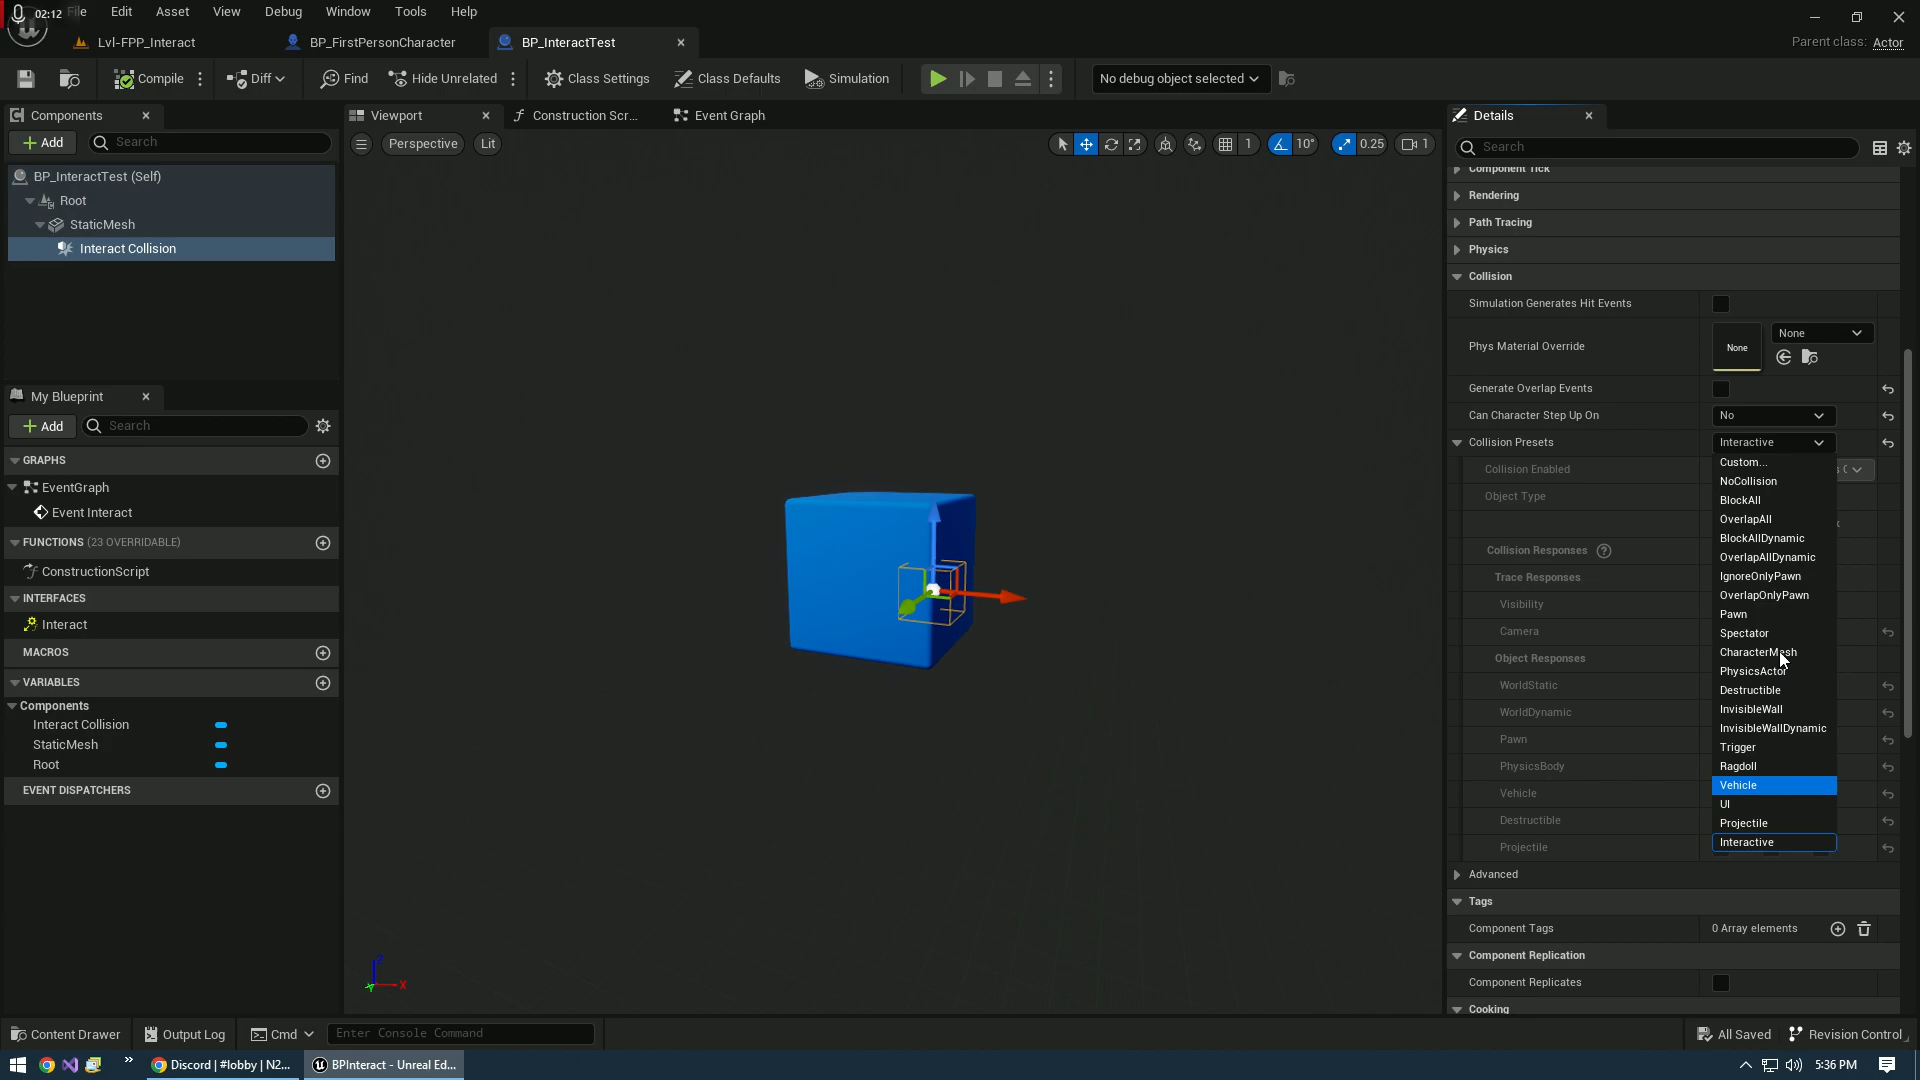 02:12
File Edit Asset View Debug Window Tools Help
Lvl-FPP_Interact BP_FirstPersonCharacter BP_InteractTest
Parent class: Actor
Compile Diff Find Hide Unrelated Class Settings Class Defaults Simulation No debug object selected
Components
Add Search
BP_InteractTest (Self)
Root
StaticMesh
Interact Collision
My Blueprint
Add Search
GRAPHS
EventGraph
Event Interact
FUNCTIONS (23 OVERRIDABLE)
ConstructionScript
INTERFACES
Interact
MACROS
VARIABLES
Components
Interact Collision
StaticMesh
Root
EVENT DISPATCHERS
Viewport Construction Scr... Event Graph
Perspective Lit 1 10° 0.25 1
Z
Y
X
Details
Search
Component Tick
Rendering
Path Tracing
Physics
Collision
Simulation Generates Hit Events
Phys Material Override None None
Generate Overlap Events
Can Character Step Up On No
Collision Presets Interactive
Collision Enabled
Object Type
Collision Responses
Trace Responses
Visibility
Camera
Object Responses
WorldStatic
WorldDynamic
Pawn
PhysicsBody
Vehicle
Destructible
Projectile
Custom...
NoCollision
BlockAll
OverlapAll
BlockAllDynamic
OverlapAllDynamic
IgnoreOnlyPawn
OverlapOnlyPawn
Pawn
Spectator
CharacterMesh
PhysicsActor
Destructible
InvisibleWall
InvisibleWallDynamic
Trigger
Ragdoll
Vehicle
UI
Projectile
Interactive
Advanced
Tags
Component Tags 0 Array elements
Component Replication
Component Replicates
Cooking
Content Drawer Output Log Cmd Enter Console Command All Saved Revision Control
Discord | #lobby | N2... BPInteract - Unreal Ed... 5:36 PM